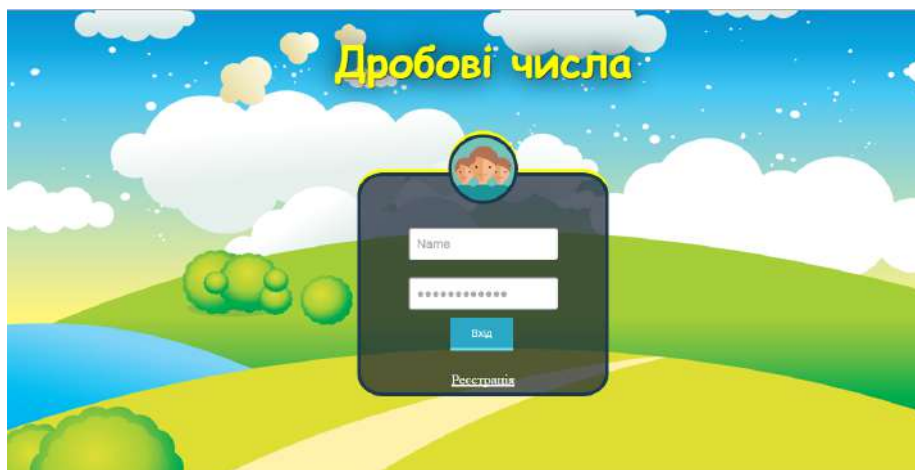 Дробові числа
Name
••••••••••••
Вхід
Реєстрація